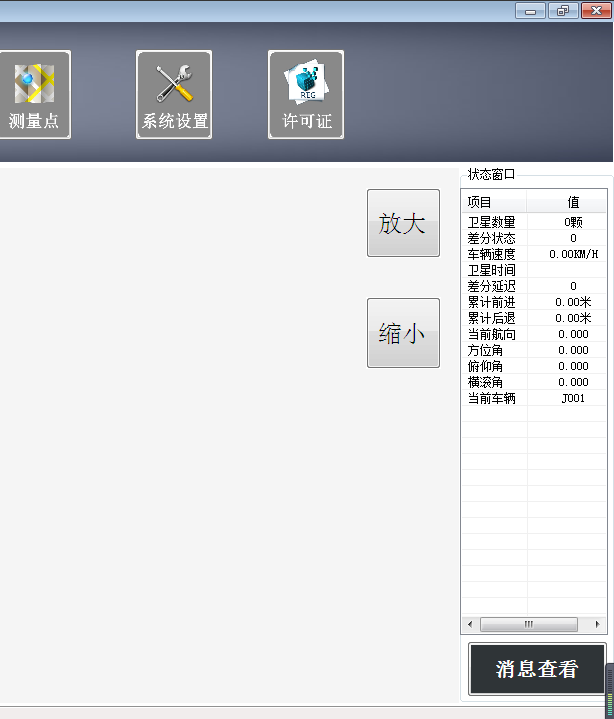 测量点
系统设置
REG
许可证
放大
缩小
状态窗口
项目 值
卫星数量 0颗
差分状态 0
车辆速度 0.00KM/H
卫星时间
差分延迟 0
累计前进 0.00米
累计后退 0.00米
当前航向 0.000
方位角 0.000
俯仰角 0.000
横滚角 0.000
当前车辆 J001
消息查看